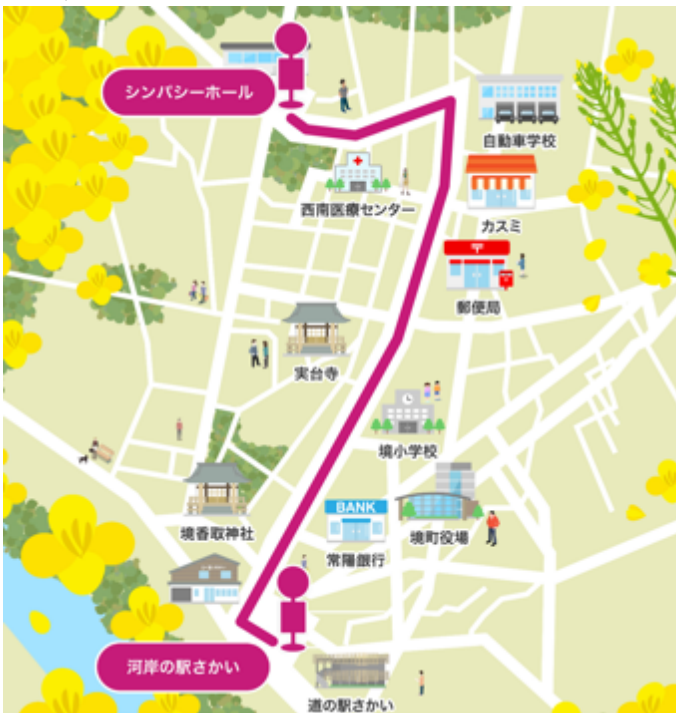 シンパシーホール
自動車学校
西南医療センター
カスミ
〒
郵便局
実台寺
境小学校
境香取神社
BANK
常陽銀行
境町役場
河岸の駅さかい
道の駅さかい